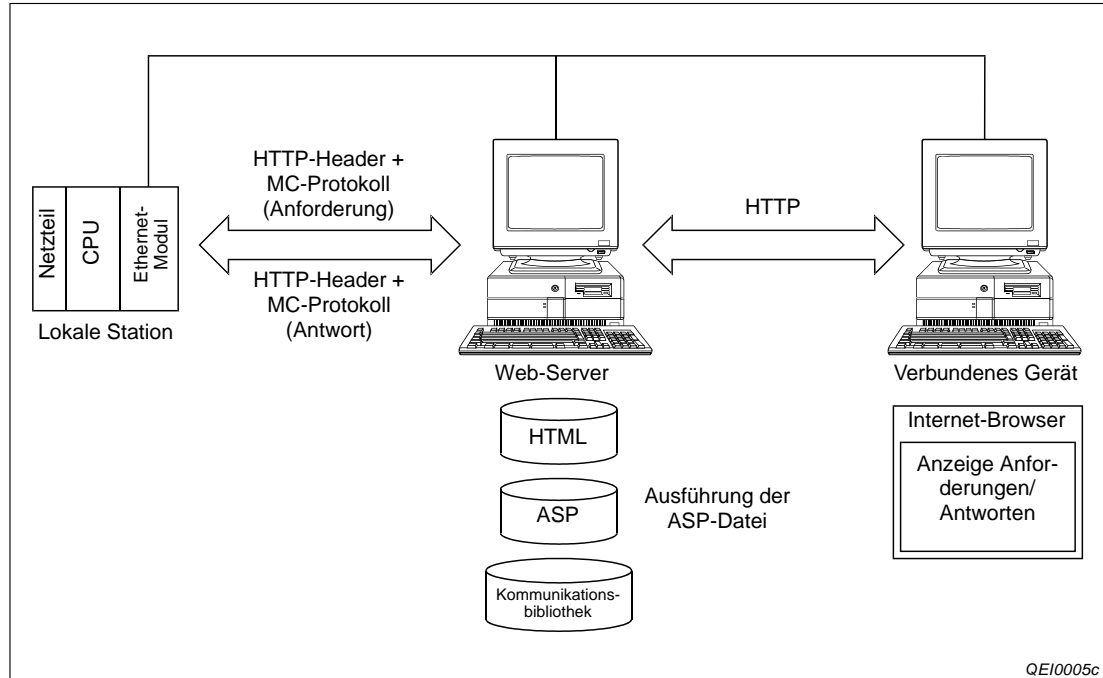 HTTP-Header +
MC-Protokoll
(Anforderung)
HTTP
Netzteil
CPU
Ethernet-
Modul
HTTP-Header +
MC-Protokoll
(Antwort)
Lokale Station
Web-Server
Verbundenes Gerät
HTML
ASP
Kommunikations-
bibliothek
Ausführung der
ASP-Datei
Internet-Browser
Anzeige Anfor-
derungen/
Antworten
QEI0005c